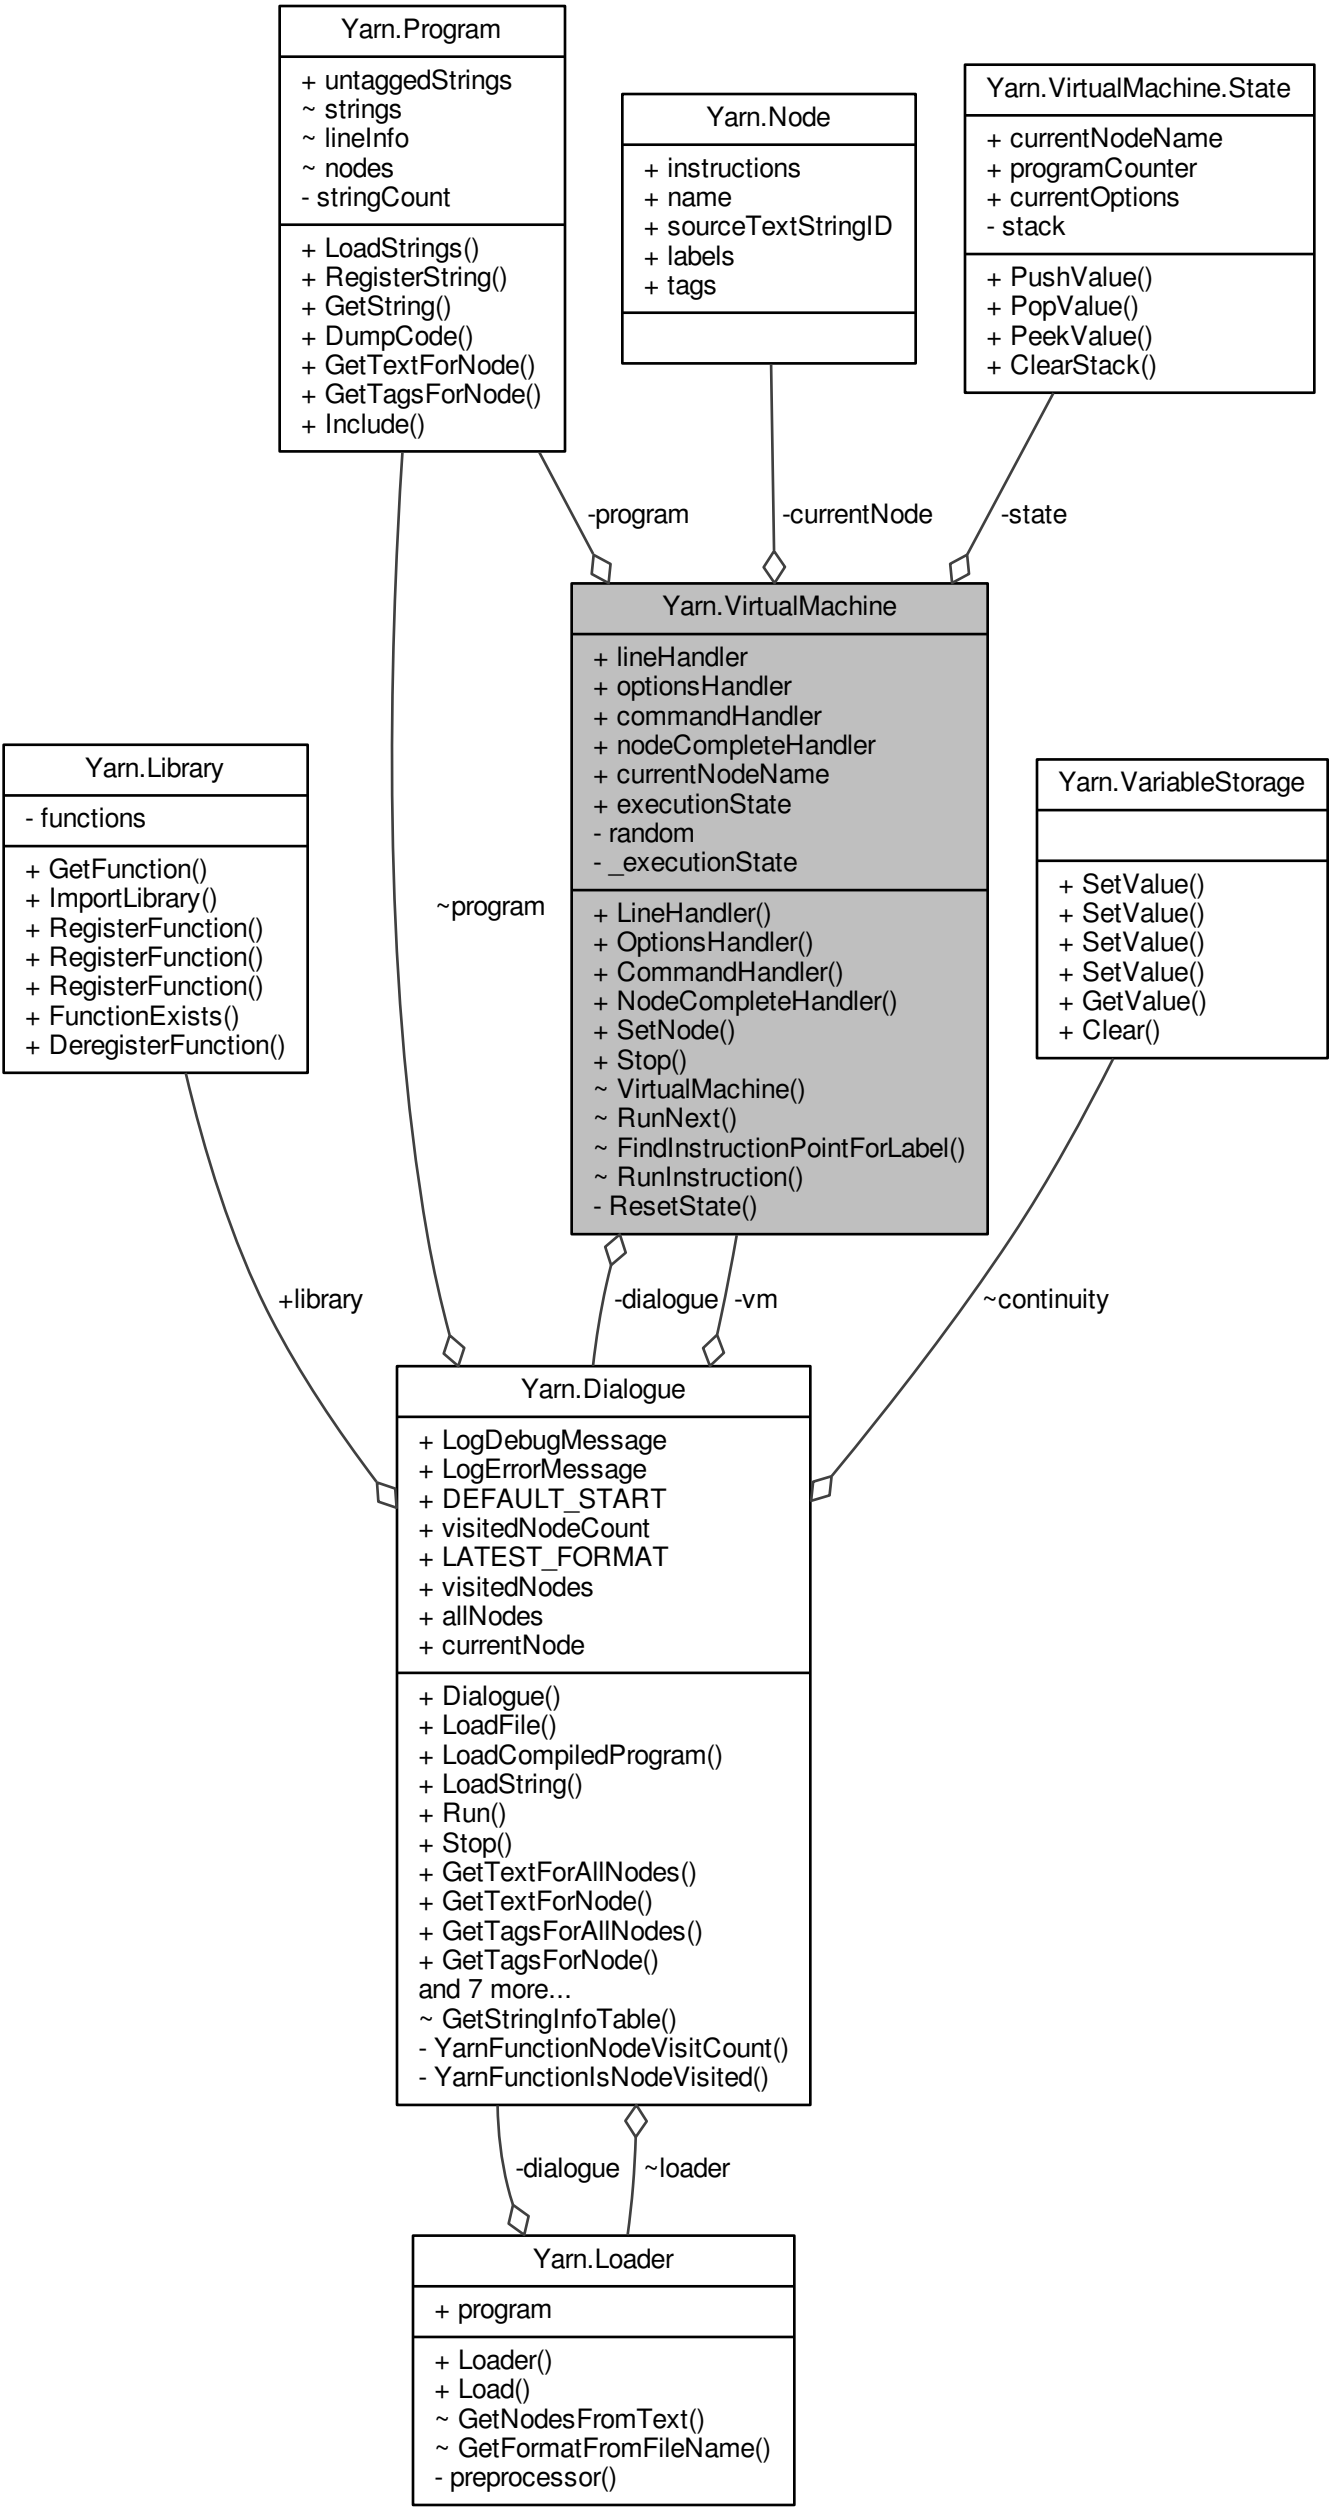 Yarn.Program
+ untaggedStrings
~ strings
~ lineInfo
~ nodes
- stringCount
+ LoadStrings()
+ RegisterString()
+ GetString()
+ DumpCode()
+ GetTextForNode()
+ GetTagsForNode()
+ Include()
Yarn.Node
+ instructions
+ name
+ sourceTextStringID
+ labels
+ tags
Yarn.VirtualMachine.State
+ currentNodeName
+ programCounter
+ currentOptions
- stack
+ PushValue()
+ PopValue()
+ PeekValue()
+ ClearStack()
-program
-currentNode
-state
Yarn.VirtualMachine
+ lineHandler
+ optionsHandler
+ commandHandler
+ nodeCompleteHandler
+ currentNodeName
+ executionState
- random
- _executionState
+ LineHandler()
+ OptionsHandler()
+ CommandHandler()
+ NodeCompleteHandler()
+ SetNode()
+ Stop()
~ VirtualMachine()
~ RunNext()
~ FindInstructionPointForLabel()
~ RunInstruction()
- ResetState()
Yarn.Library
- functions
+ GetFunction()
+ ImportLibrary()
+ RegisterFunction()
+ RegisterFunction()
+ RegisterFunction()
+ FunctionExists()
+ DeregisterFunction()
~program
Yarn.VariableStorage
+ SetValue()
+ SetValue()
+ SetValue()
+ SetValue()
+ GetValue()
+ Clear()
+library
-dialogue
-vm
~continuity
Yarn.Dialogue
+ LogDebugMessage
+ LogErrorMessage
+ DEFAULT_START
+ visitedNodeCount
+ LATEST_FORMAT
+ visitedNodes
+ allNodes
+ currentNode
+ Dialogue()
+ LoadFile()
+ LoadCompiledProgram()
+ LoadString()
+ Run()
+ Stop()
+ GetTextForAllNodes()
+ GetTextForNode()
+ GetTagsForAllNodes()
+ GetTagsForNode()
and 7 more...
~ GetStringInfoTable()
- YarnFunctionNodeVisitCount()
- YarnFunctionIsNodeVisited()
-dialogue
~loader
Yarn.Loader
+ program
+ Loader()
+ Load()
~ GetNodesFromText()
~ GetFormatFromFileName()
- preprocessor()